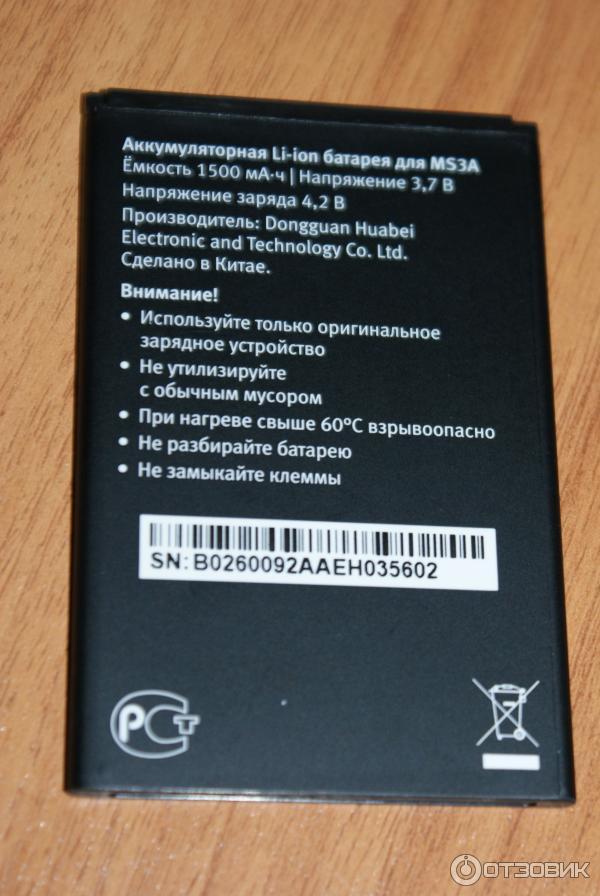 Аккумуляторная Li-ion батарея для MS3A
Ёмкость 1500 мА·ч | Напряжение 3,7 В
Напряжение заряда 4,2 В
Производитель: Dongguan Huabei
Electronic and Technology Co. Ltd.
Сделано в Китае.
Внимание!
• Используйте только оригинальное
зарядное устройство
• Не утилизируйте
с обычным мусором
• При нагреве свыше 60°C взрывоопасно
• Не разбирайте батарею
• Не замыкайте клеммы
SN: B0260092AAEH035602
РСТ
ОТЗОВИК